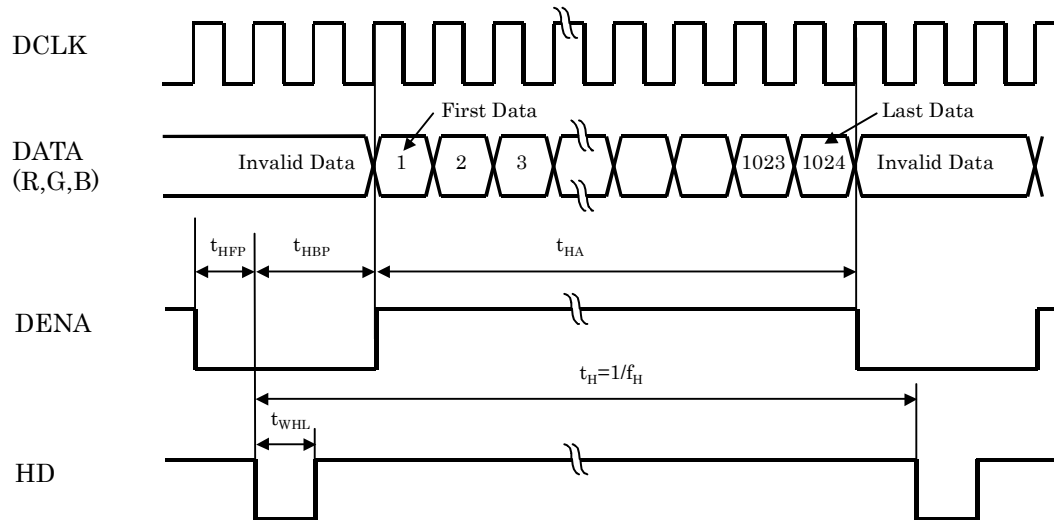 DCLK
First Data
Last Data
DATA
(R,G,B)
Invalid Data 1 2 3 1023 1024 Invalid Data
tHFP tHBP tHA
DENA
tH=1/fH
tWHL
HD